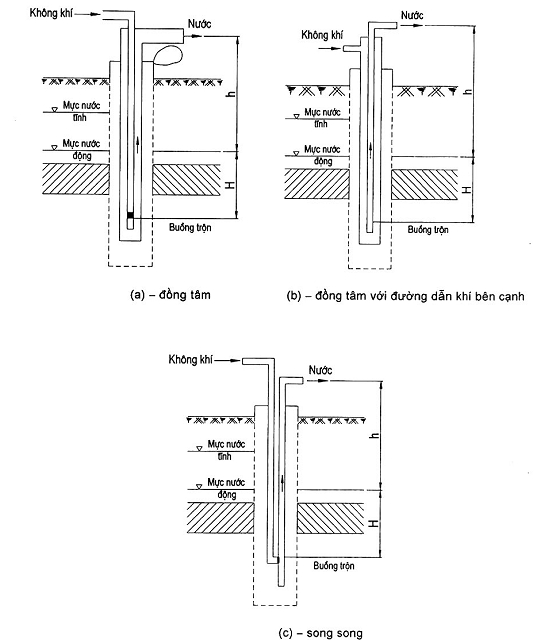 Không khí
Nước
h
Mực nước
tĩnh
Mực nước
động
H
Buồng trộn
(a) – đồng tâm
Nước
Không khí
h
Mực nước
tĩnh
Mực nước
động
H
Buồng trộn
(b) – đồng tâm với đường dẫn khí bên cạnh
Không khí
Nước
h
Mực nước
tĩnh
Mực nước
động
H
Buồng trộn
(c) – song song